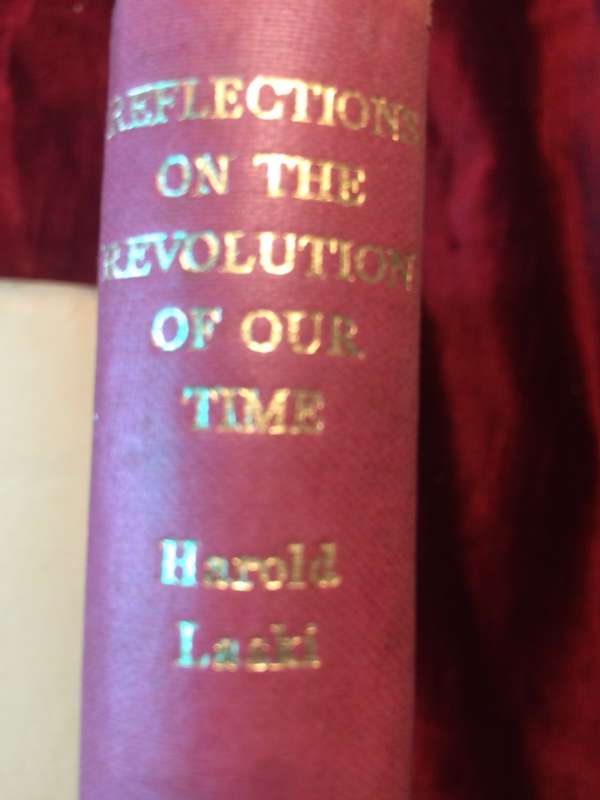 REFLECTIONS
ON THE
REVOLUTION
OF OUR
TIME
Harold
Laski